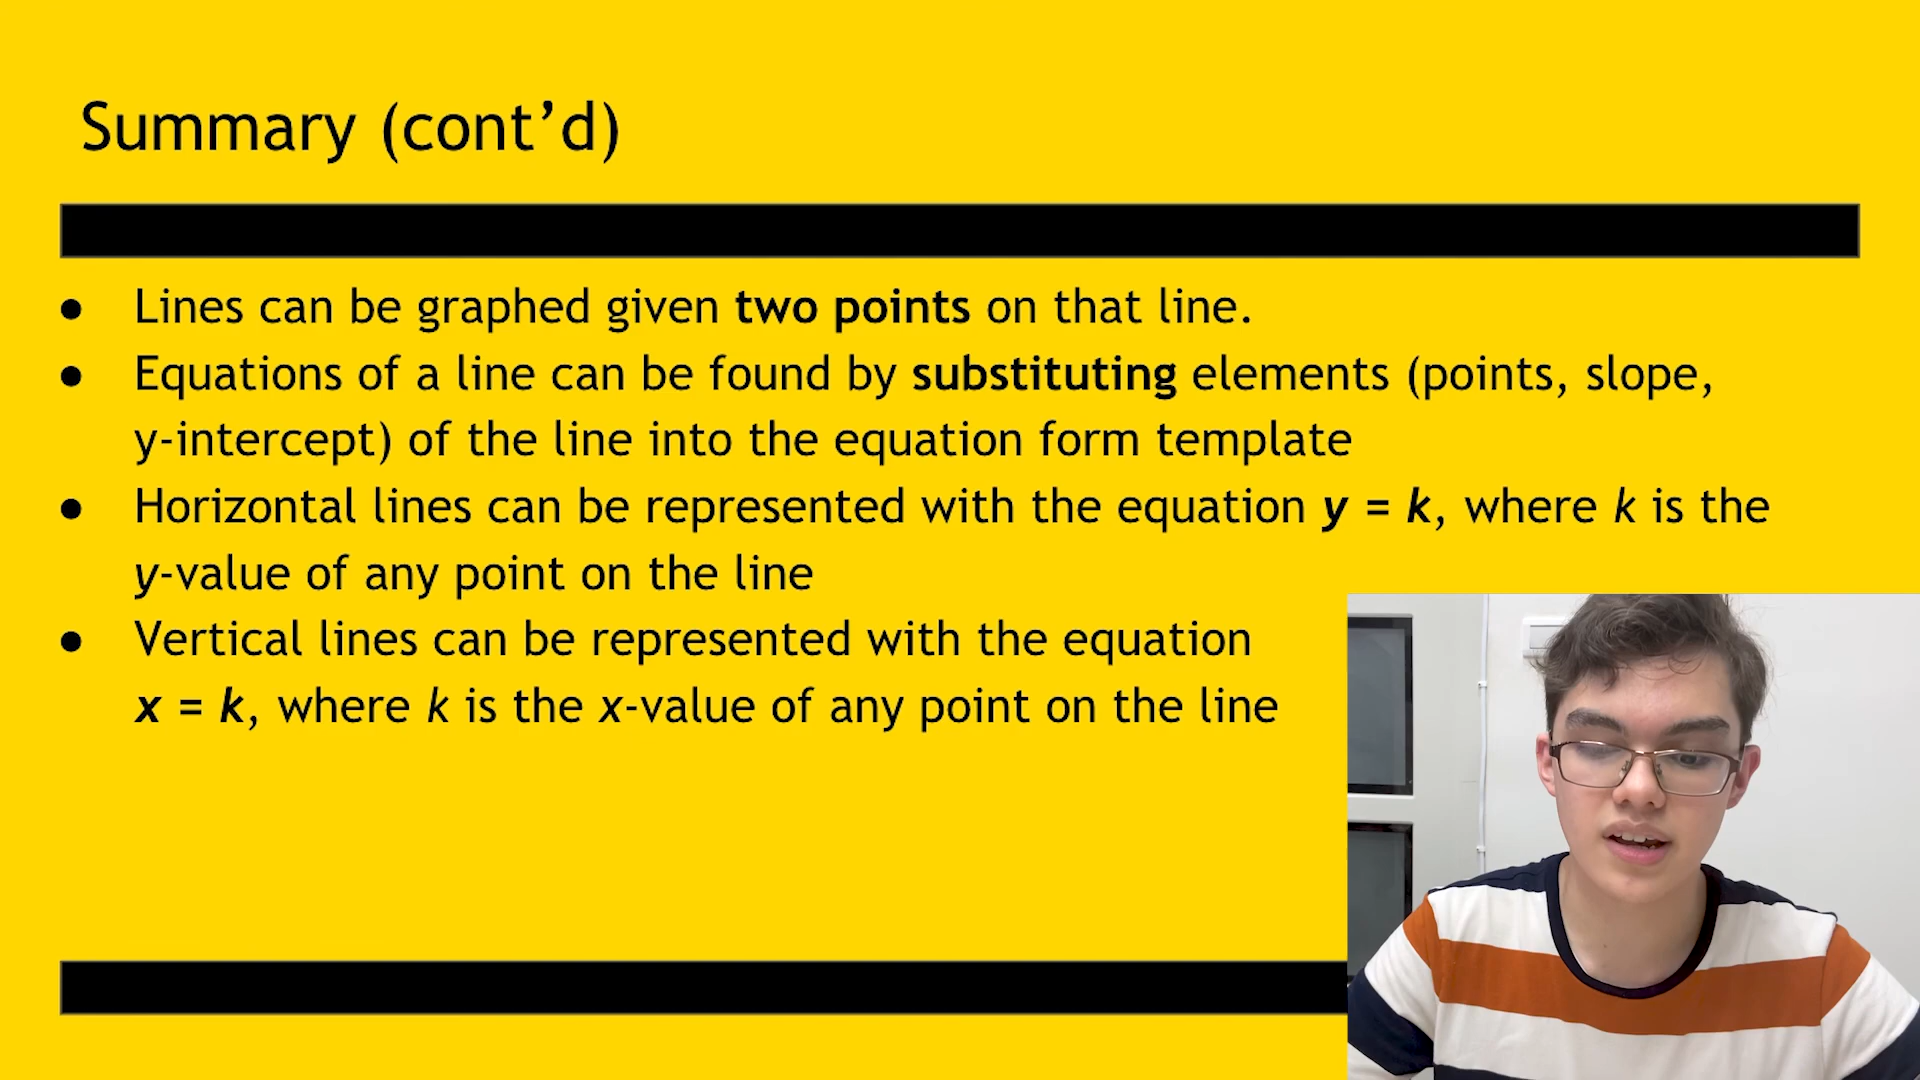 Summary (cont’d)
● Lines can be graphed given two points on that line.
● Equations of a line can be found by substituting elements (points, slope,
y-intercept) of the line into the equation form template
● Horizontal lines can be represented with the equation y = k, where k is the
y-value of any point on the line
● Vertical lines can be represented with the equation
x = k, where k is the x-value of any point on the line